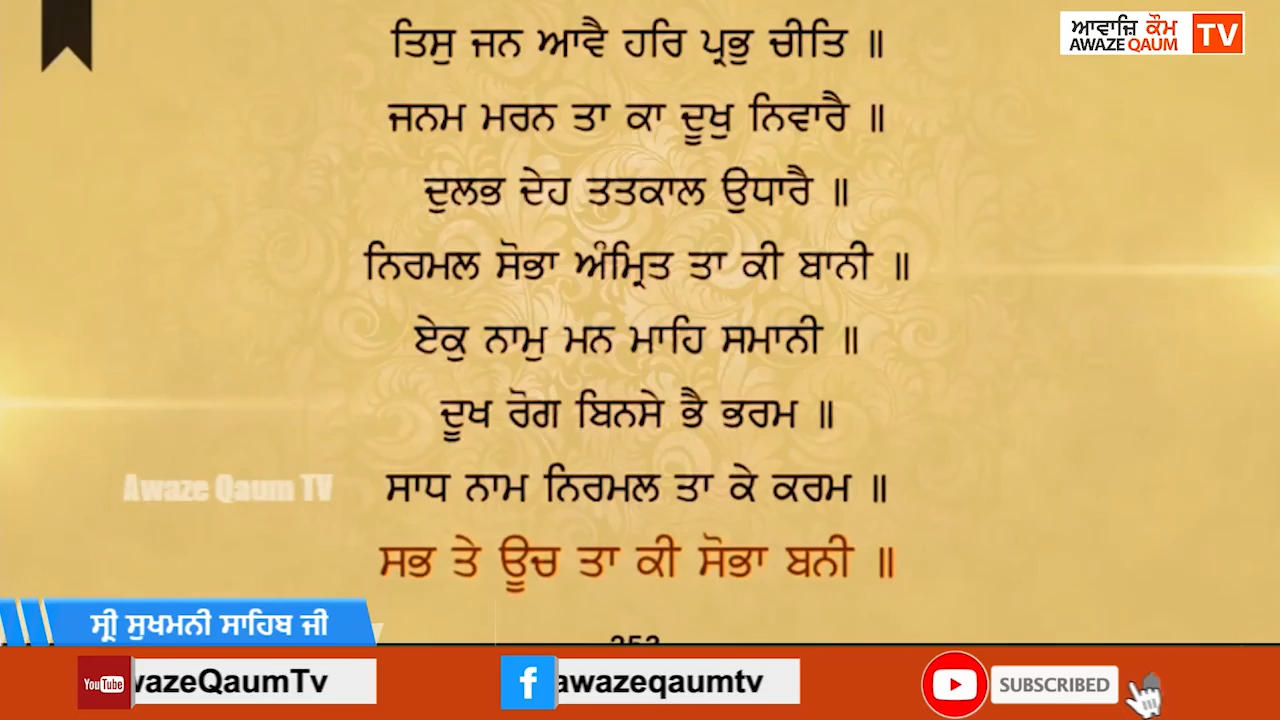 ਆਵਾਜ਼ਿ ਕੌਮ
AWAZE QAUM
TV
ਤਿਸੁ ਜਨ ਆਵੈ ਹਰਿ ਪ੍ਰਭੁ ਚੀਤਿ ॥
ਜਨਮ ਮਰਨ ਤਾ ਕਾ ਦੂਖੁ ਨਿਵਾਰੈ ॥
ਦੁਲਭ ਦੇਹ ਤਤਕਾਲ ਉਧਾਰੈ ॥
ਨਿਰਮਲ ਸੋਭਾ ਅੰਮ੍ਰਿਤ ਤਾ ਕੀ ਬਾਨੀ ॥
ਏਕੁ ਨਾਮੁ ਮਨ ਮਾਹਿ ਸਮਾਨੀ ॥
ਦੂਖ ਰੋਗ ਬਿਨਸੇ ਭੈ ਭਰਮ ॥
ਸਾਧ ਨਾਮ ਨਿਰਮਲ ਤਾ ਕੇ ਕਰਮ ॥
Awaze Qaum TV
ਸਭ ਤੇ ਊਚ ਤਾ ਕੀ ਸੋਭਾ ਬਨੀ ॥
ਸ੍ਰੀ ਸੁਖਮਨੀ ਸਾਹਿਬ ਜੀ
YouTube wazeQaumTv
f awazeqaumtv
SUBSCRIBED